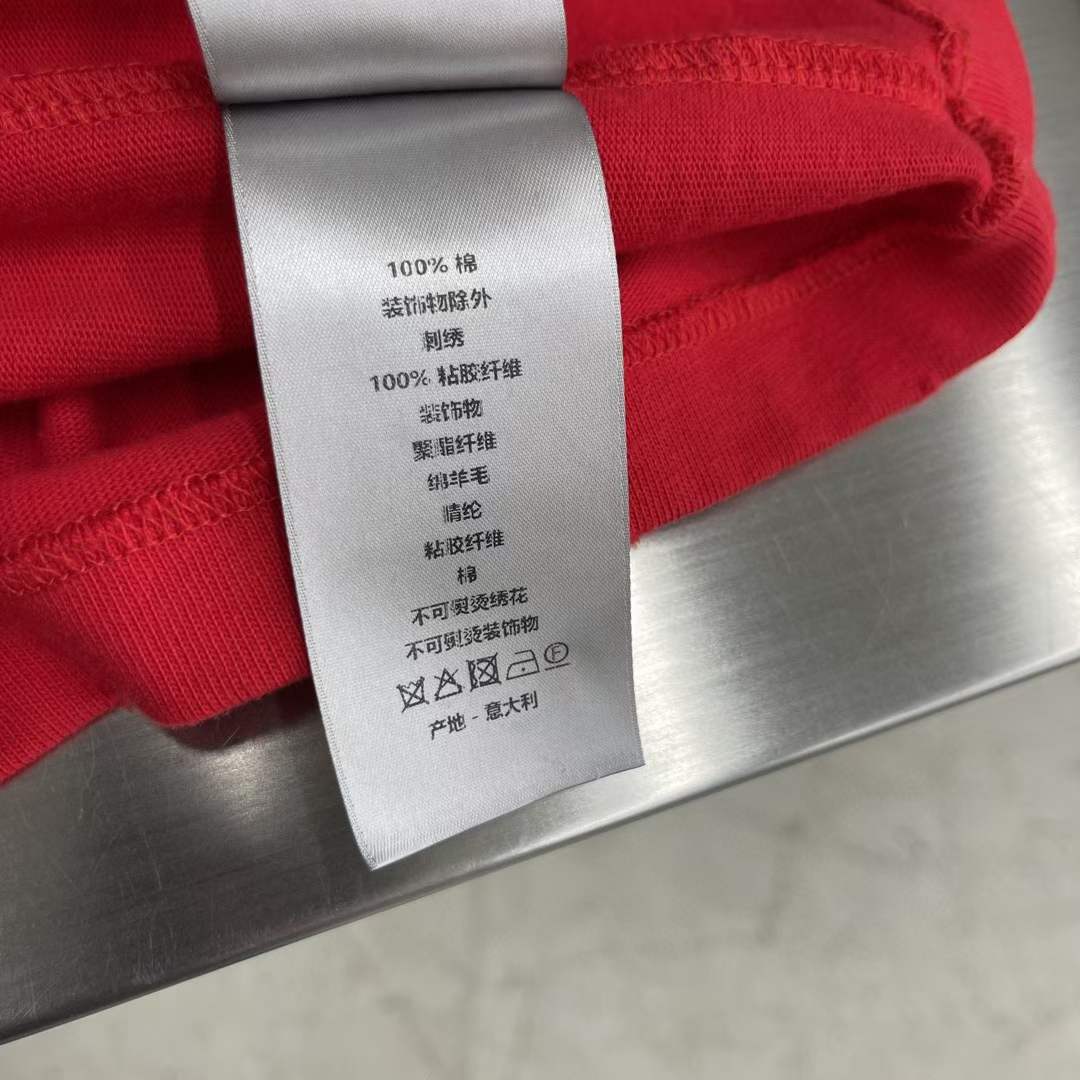 100% 棉
装饰物除外
刺绣
100% 粘胶纤维
装饰物
聚酯纤维
绵羊毛
腈纶
粘胶纤维
棉
不可熨烫绣花
不可熨烫装饰物
F
产地 - 意大利